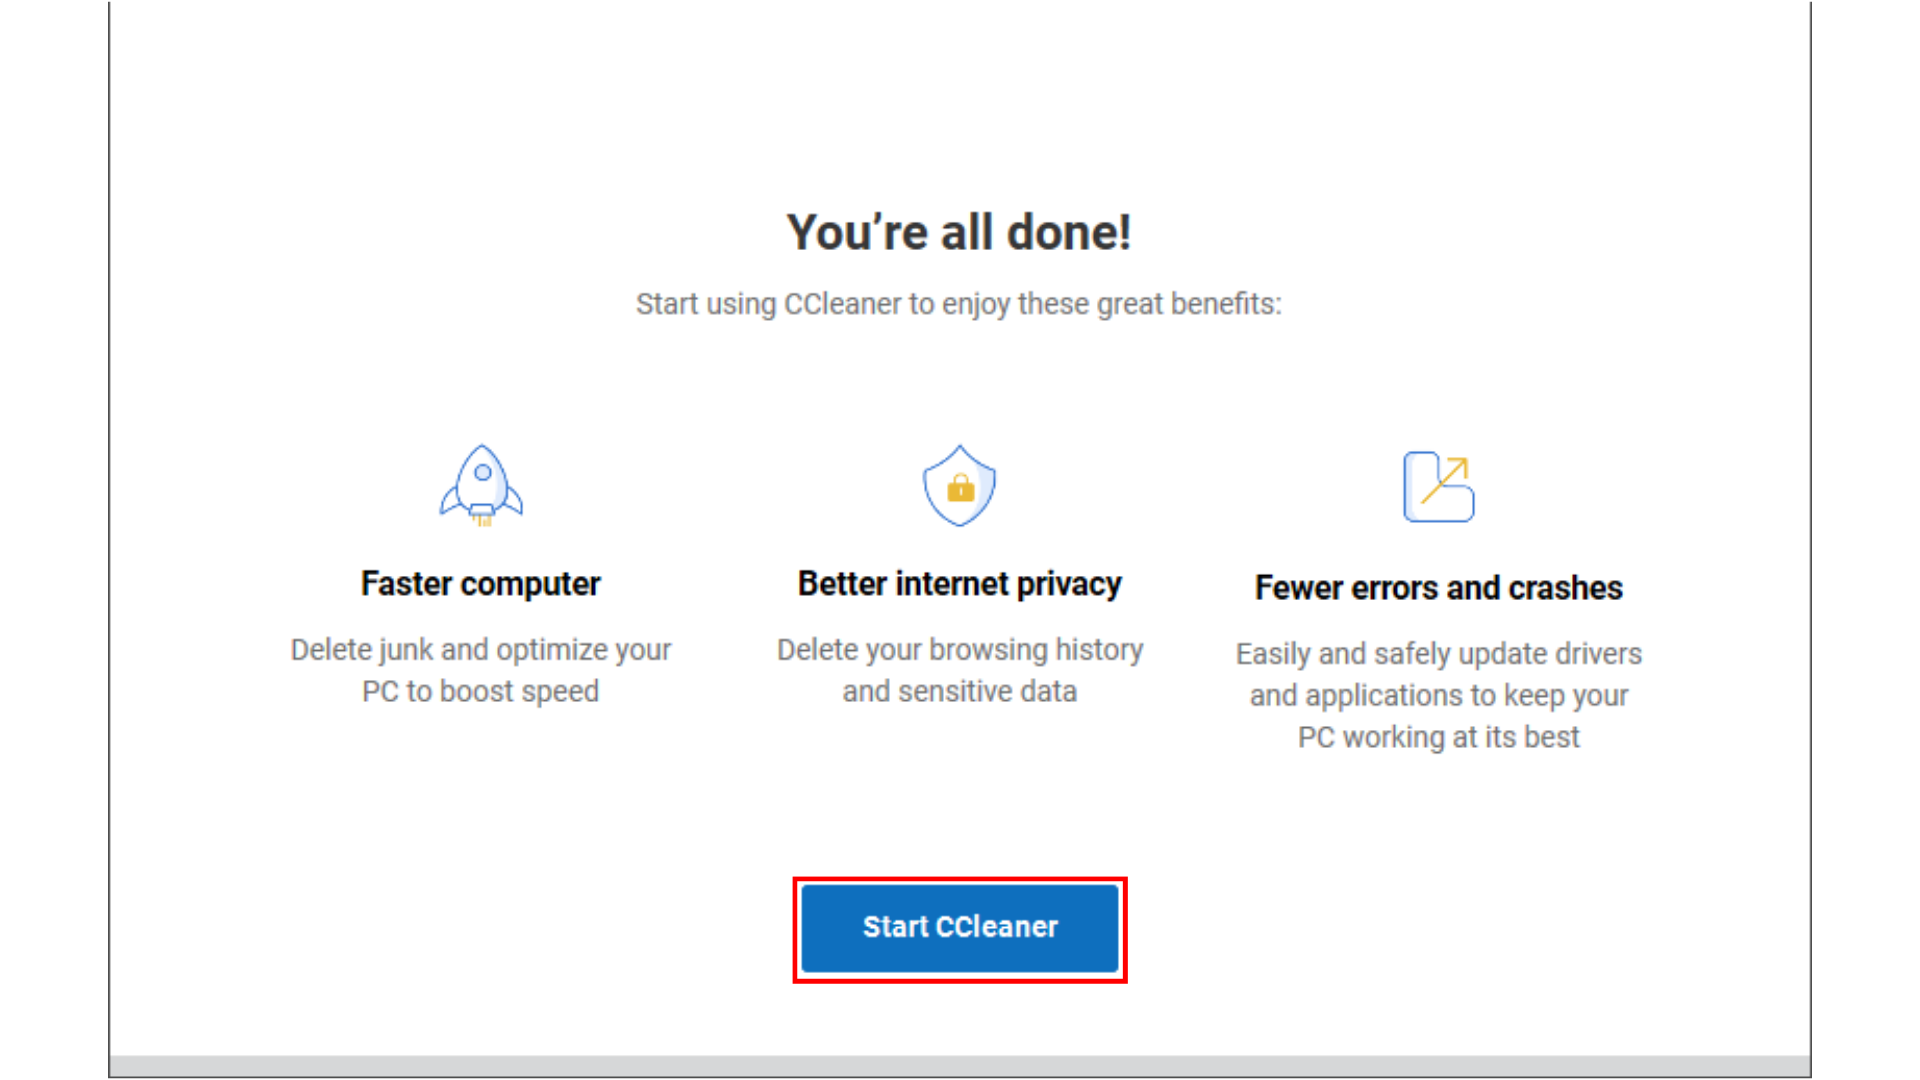 You’re all done!
Start using CCleaner to enjoy these great benefits:
Faster computer
Delete junk and optimize your
PC to boost speed
Better internet privacy
Delete your browsing history
and sensitive data
Fewer errors and crashes
Easily and safely update drivers
and applications to keep your
PC working at its best
Start CCleaner